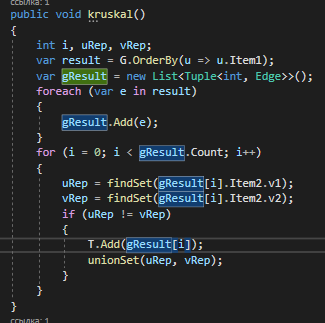 ссылка: 1
public void kruskal()
{
int i, uRep, vRep;
var result = G.OrderBy(u => u.Item1);
var gResult = new List<Tuple<int, Edge>>();
foreach (var e in result)
{
gResult.Add(e);
}
for (i = 0; i < gResult.Count; i++)
{
uRep = findSet(gResult[i].Item2.v1);
vRep = findSet(gResult[i].Item2.v2);
if (uRep != vRep)
{
T.Add(gResult[i]);
unionSet(uRep, vRep);
}
}
}
ссылка: 1